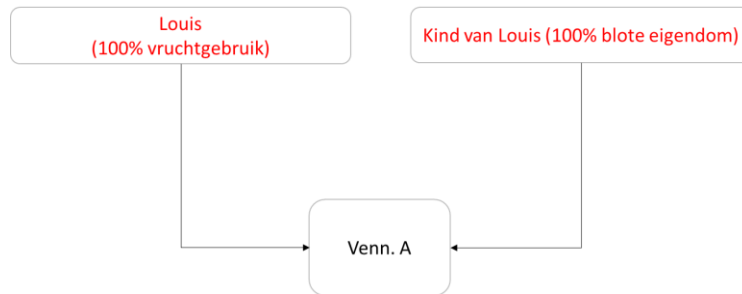 Louis
(100% vruchtgebruik)
Kind van Louis (100% blote eigendom)
Venn. A